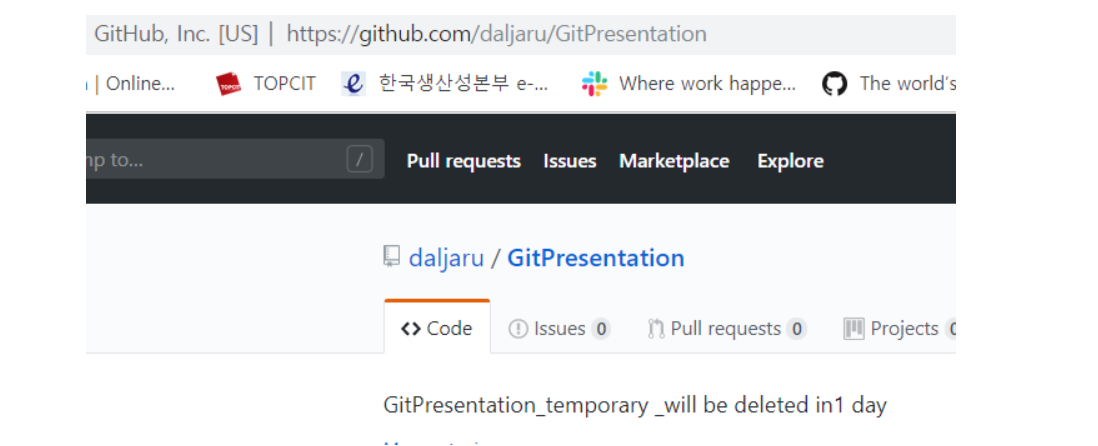 GitHub, Inc. [US] | https://github.com/daljaru/GitPresentation
| Online... TOPCIT 한국생산성본부 e-... Where work happe... The world's
to... / Pull requests Issues Marketplace Explore
daljaru / GitPresentation
Code Issues 0 Pull requests 0 Projects
GitPresentation_temporary _will be deleted in1 day